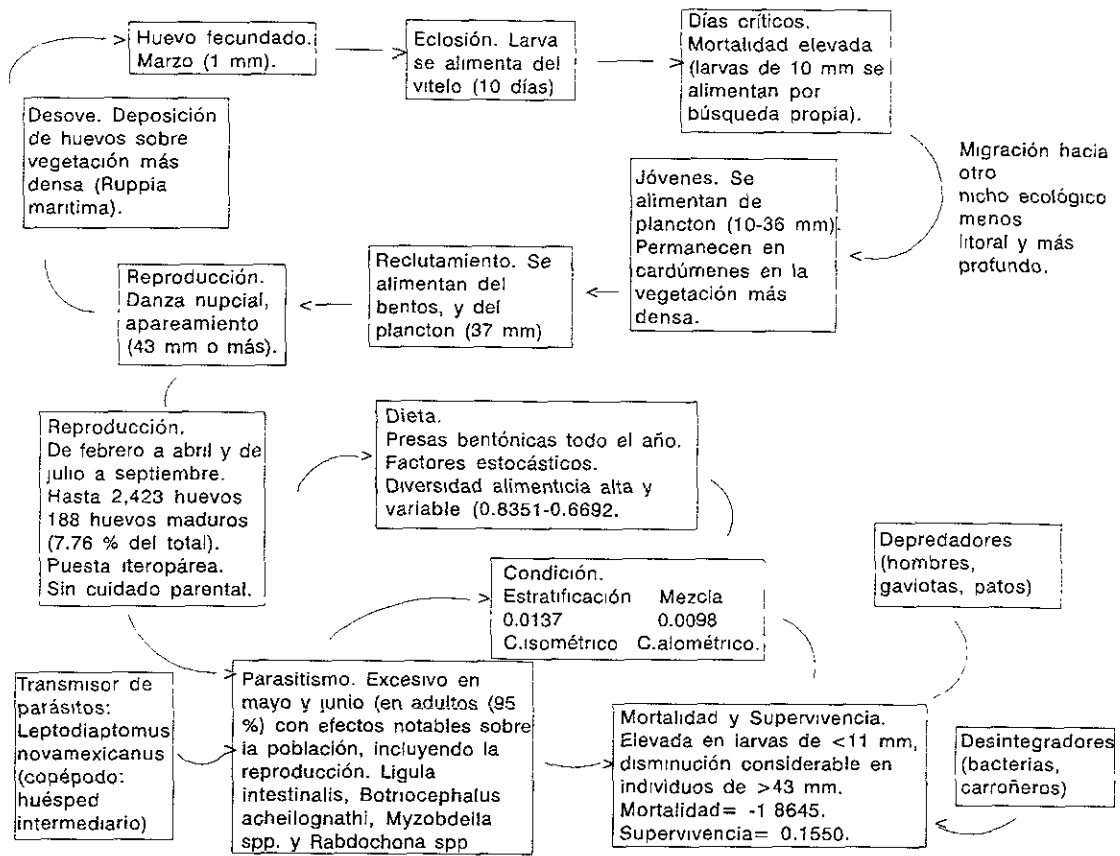 Huevo fecundado.
Marzo (1 mm).
Eclosión. Larva
se alimenta del
vitelo (10 días)
Días críticos.
Mortalidad elevada
(larvas de 10 mm se
alimentan por
búsqueda propia).
Migración hacia
otro
nicho ecológico
menos
litoral y más
profundo.
Jóvenes. Se
alimentan de
plancton (10-36 mm).
Permanecen en
cardúmenes en la
vegetación más
densa.
Reclutamiento. Se
alimentan del
bentos, y del
plancton (37 mm)
Reproducción.
Danza nupcial,
apareamiento
(43 mm o más).
Desove. Deposición
de huevos sobre
vegetación más
densa (Ruppia
maritima).
Reproducción.
De febrero a abril y de
julio a septiembre.
Hasta 2,423 huevos
188 huevos maduros
(7.76 % del total).
Puesta iteropárea.
Sin cuidado parental.
Dieta.
Presas bentónicas todo el año.
Factores estocásticos.
Diversidad alimenticia alta y
variable (0.8351-0.6692.
Condición.
Estratificación Mezcla
0.0137 0.0098
C.isométrico C.alométrico.
Depredadores
(hombres,
gaviotas, patos)
Transmisor de
parásitos:
Leptodiaptomus
novamexicanus
(copépodo:
huésped
intermediario)
Parasitismo. Excesivo en
mayo y junio (en adultos (95
%) con efectos notables sobre
la población, incluyendo la
reproducción. Ligula
intestinalis, Botriocephalus
acheilognathi, Myzobdella
spp. y Rabdochona spp
Mortalidad y Supervivencia.
Elevada en larvas de <11 mm,
disminución considerable en
individuos de >43 mm.
Mortalidad= -1 8645.
Supervivencia= 0.1550.
Desintegradores
(bacterias,
carroñeros)